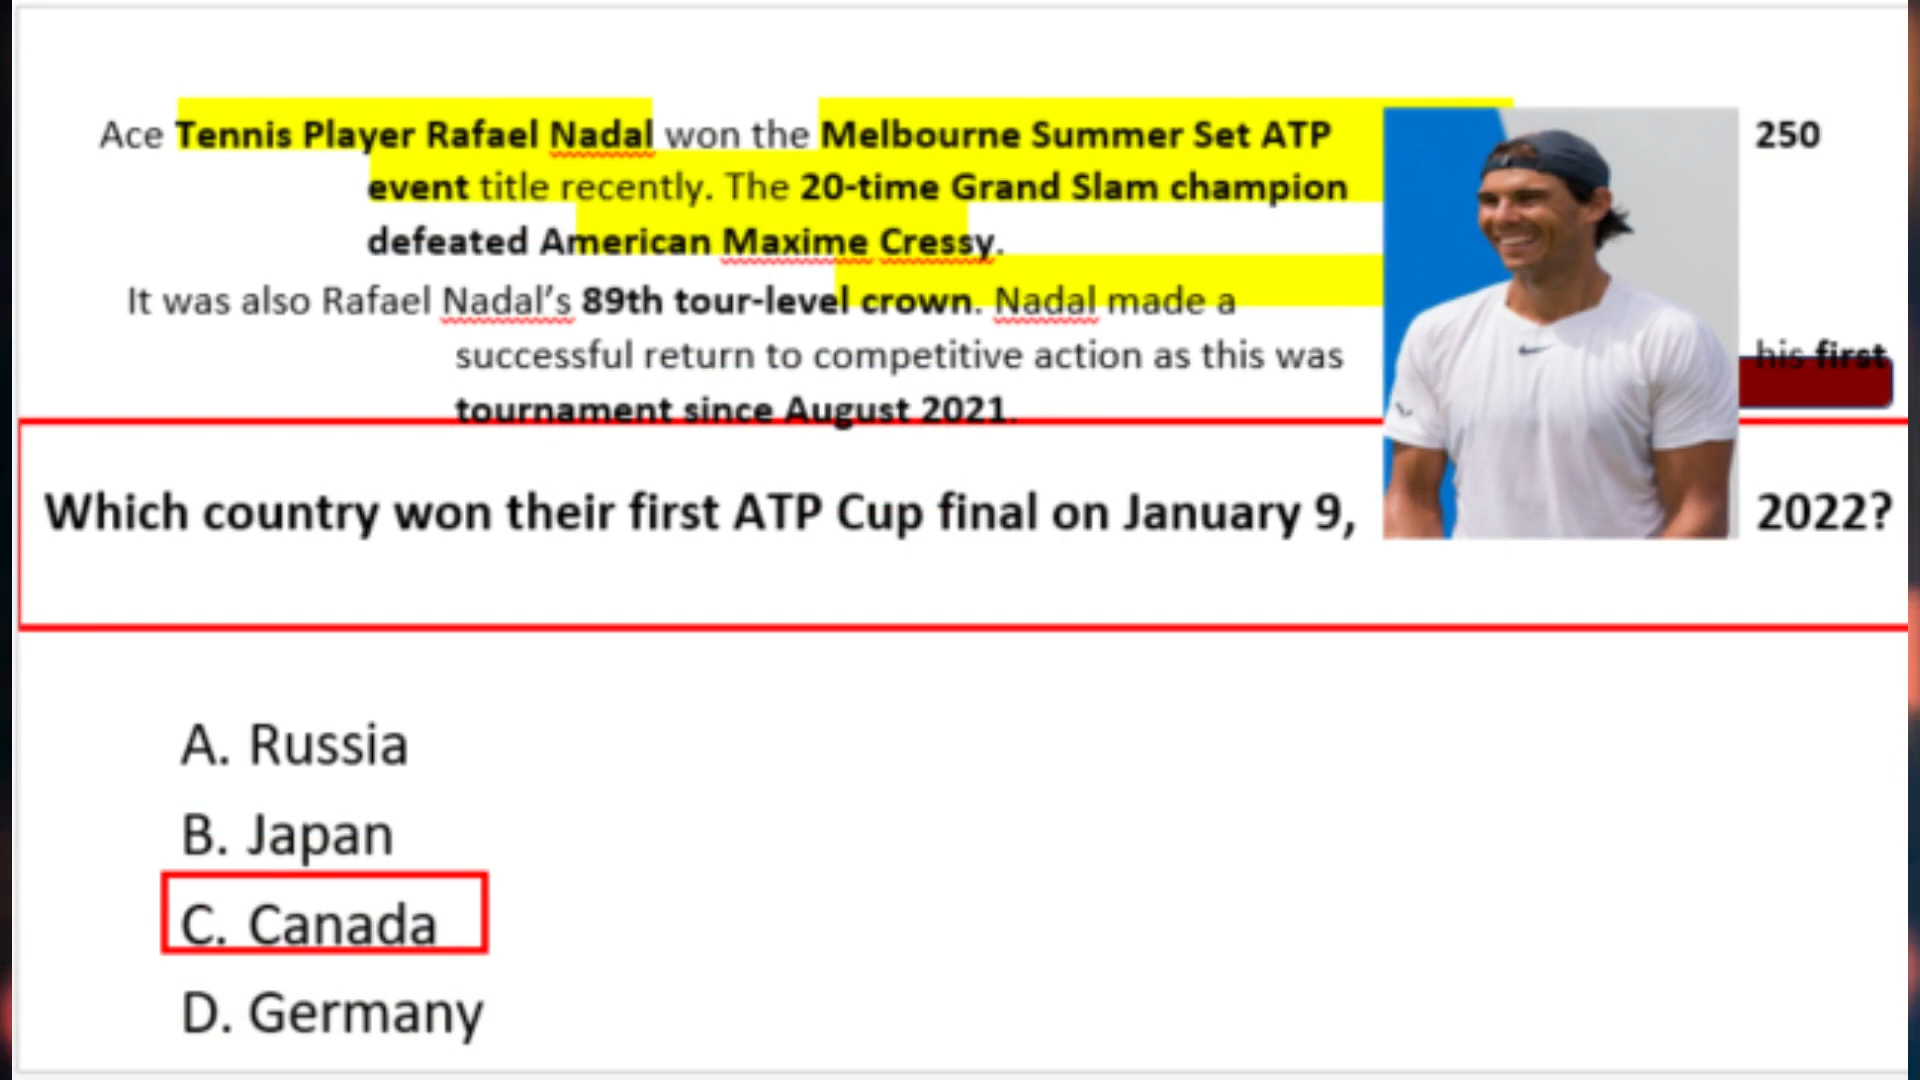 Ace Tennis Player Rafael Nadal won the Melbourne Summer Set ATP 250
event title recently. The 20-time Grand Slam champion
defeated American Maxime Cressy.
It was also Rafael Nadal’s 89th tour-level crown. Nadal made a
successful return to competitive action as this was his first
tournament since August 2021.
Which country won their first ATP Cup final on January 9, 2022?
A. Russia
B. Japan
C. Canada
D. Germany